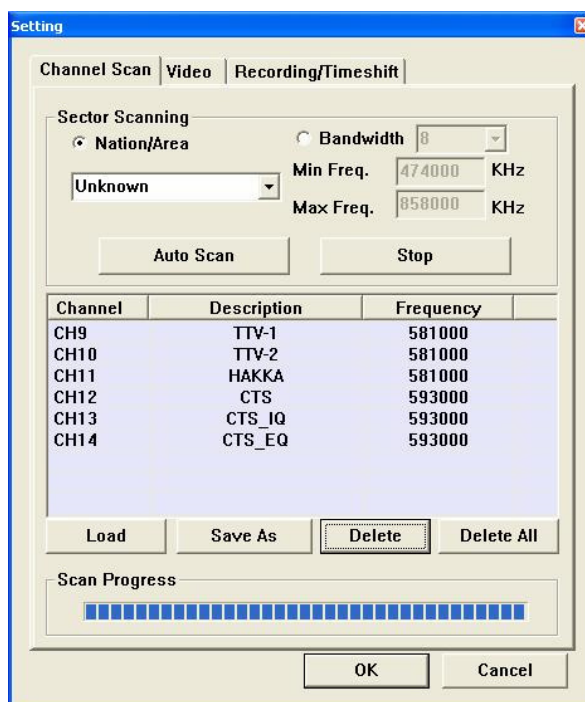 Setting
Channel Scan Video Recording/Timeshift
Sector Scanning
Nation/Area
Bandwidth 8
Unknown
Min Freq. 474000 KHz
Max Freq. 858000 KHz
Auto Scan Stop
Channel Description Frequency
CH9 TTV-1 581000
CH10 TTV-2 581000
CH11 HAKKA 581000
CH12 CTS 593000
CH13 CTS_IQ 593000
CH14 CTS_EQ 593000
Load Save As Delete Delete All
Scan Progress
OK Cancel